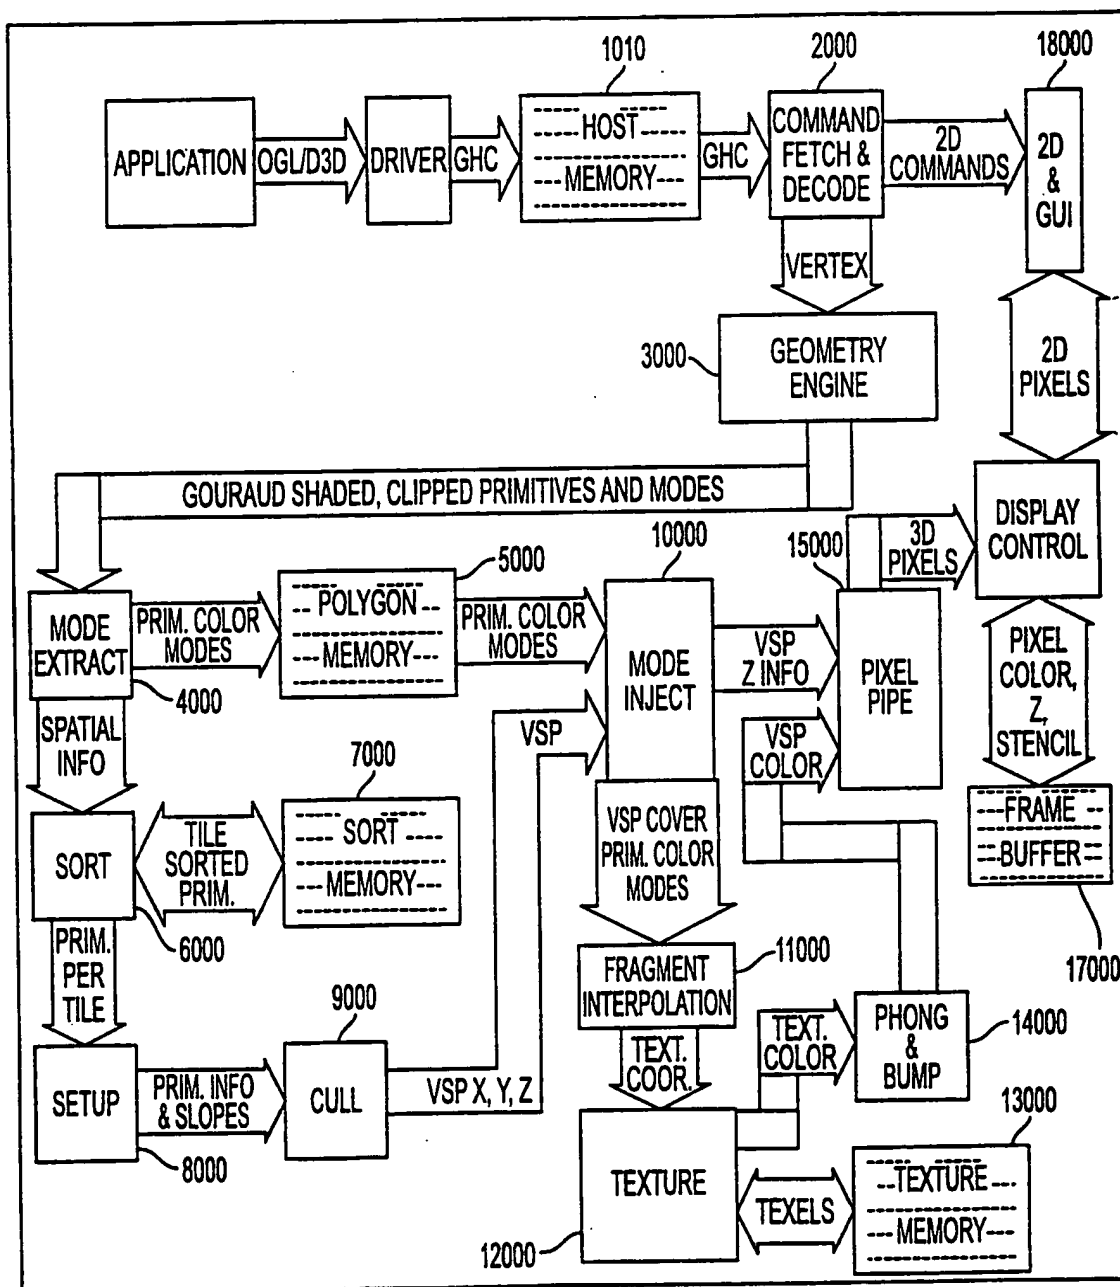 1010
2000
18000
APPLICATION
OGL/D3D
DRIVER
GHC
HOST
MEMORY
GHC
COMMAND
FETCH &
DECODE
2D
COMMANDS
2D
&
GUI
VERTEX
3000
GEOMETRY
ENGINE
2D
PIXELS
GOURAUD SHADED, CLIPPED PRIMITIVES AND MODES
DISPLAY
CONTROL
3D
PIXELS
15000
10000
5000
MODE
EXTRACT
4000
PRIM. COLOR
MODES
POLYGON
MEMORY
PRIM. COLOR
MODES
MODE
INJECT
VSP
Z INFO
PIXEL
PIPE
PIXEL
COLOR,
Z,
STENCIL
SPATIAL
INFO
VSP
VSP
COLOR
7000
SORT
6000
TILE
SORTED
PRIM.
SORT
MEMORY
VSP COVER
PRIM. COLOR
MODES
FRAME
BUFFER
17000
PRIM.
PER
TILE
9000
FRAGMENT
INTERPOLATION
11000
SETUP
8000
PRIM. INFO
& SLOPES
CULL
VSP X, Y, Z
TEXT.
COOR.
TEXT.
COLOR
PHONG
&
BUMP
14000
13000
TEXTURE
12000
TEXELS
TEXTURE
MEMORY